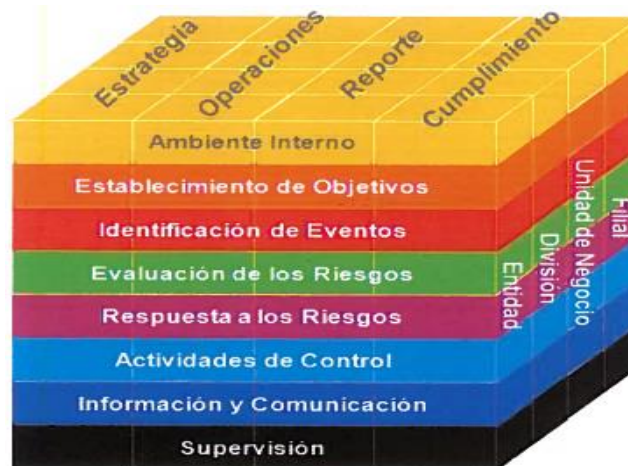 Estrategia
Operaciones
Reporte
Cumplimiento
Ambiente Interno
Establecimiento de Objetivos
Identificación de Eventos
Evaluación de los Riesgos
Respuesta a los Riesgos
Actividades de Control
Información y Comunicación
Supervisión
Entidad
División
Unidad de Negocio
Filial